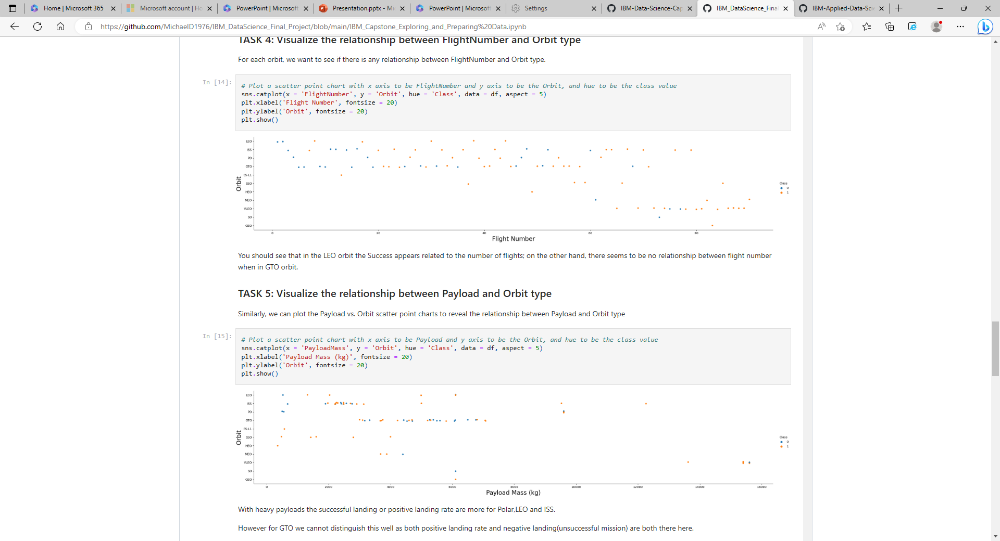 Home | Microsoft 365
Microsoft account | Ho
PowerPoint | Microsoft
Presentation.pptx - Mi
PowerPoint | Microsoft
Settings
IBM-Data-Science-Cap
IBM_DataScience_Final
IBM-Applied-Data-Scie
https://github.com/MichaelD1976/IBM_DataScience_Final_Project/blob/main/IBM_Capstone_Exploring_and_Preparing%20Data.ipynb
TASK 4: Visualize the relationship between FlightNumber and Orbit type
For each orbit, we want to see if there is any relationship between FlightNumber and Orbit type.
In [14]:
# Plot a scatter point chart with x axis to be FlightNumber and y axis to be the Orbit, and hue to be the class value
sns.catplot(x = 'FlightNumber', y = 'Orbit', hue = 'Class', data = df, aspect = 5)
plt.xlabel('Flight Number', fontsize = 20)
plt.ylabel('Orbit', fontsize = 20)
plt.show()
LEO
ISS
PO
GTO
ES-L1
SSO
HEO
MEO
VLEO
SO
GEO
Orbit
0 20 40 60 80
Flight Number
Class
0
1
You should see that in the LEO orbit the Success appears related to the number of flights; on the other hand, there seems to be no relationship between flight number
when in GTO orbit.
TASK 5: Visualize the relationship between Payload and Orbit type
Similarly, we can plot the Payload vs. Orbit scatter point charts to reveal the relationship between Payload and Orbit type
In [15]:
# Plot a scatter point chart with x axis to be Payload and y axis to be the Orbit, and hue to be the class value
sns.catplot(x = 'PayloadMass', y = 'Orbit', hue = 'Class', data = df, aspect = 5)
plt.xlabel('Payload Mass (kg)', fontsize = 20)
plt.ylabel('Orbit', fontsize = 20)
plt.show()
LEO
ISS
PO
GTO
ES-L1
SSO
HEO
MEO
VLEO
SO
GEO
Orbit
0 2000 4000 6000 8000 10000 12000 14000 16000
Payload Mass (kg)
Class
0
1
With heavy payloads the successful landing or positive landing rate are more for Polar,LEO and ISS.
However for GTO we cannot distinguish this well as both positive landing rate and negative landing(unsuccessful mission) are both there here.